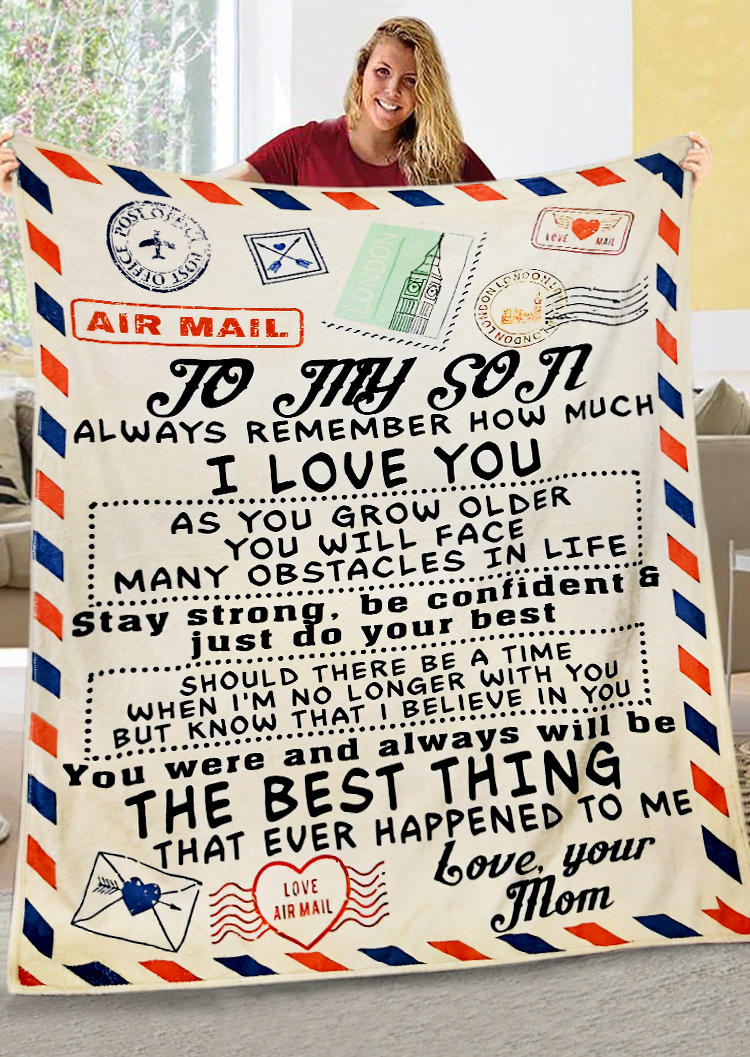 POST OFFICE POST OFFICE
LONDON
LOVE MAIL
LONDON LONDON LONDON
AIR MAIL
TO MY SON
ALWAYS REMEMBER HOW MUCH
I LOVE YOU
AS YOU GROW OLDER
YOU WILL FACE
MANY OBSTACLES IN LIFE
Stay strong, be confident &
just do your best
SHOULD THERE BE A TIME
WHEN I'M NO LONGER WITH YOU
BUT KNOW THAT I BELIEVE IN YOU
You were and always will be
THE BEST THING
THAT EVER HAPPENED TO ME
Love, your
Mom
LOVE
AIR MAIL